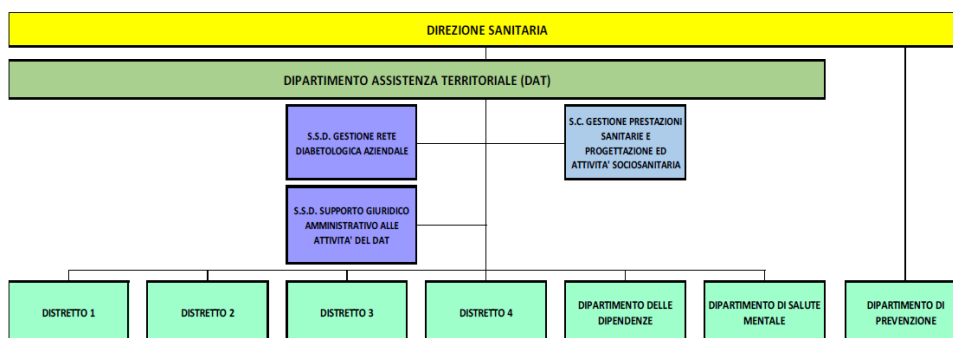 DIREZIONE SANITARIA
DIPARTIMENTO ASSISTENZA TERRITORIALE (DAT)
S.S.D. GESTIONE RETE
DIABETOLOGICA AZIENDALE
S.C. GESTIONE PRESTAZIONI
SANITARIE E
PROGETTAZIONE ED
ATTIVITA' SOCIOSANITARIA
S.S.D. SUPPORTO GIURIDICO
AMMINISTRATIVO ALLE
ATTIVITA' DEL DAT
DISTRETTO 1
DISTRETTO 2
DISTRETTO 3
DISTRETTO 4
DIPARTIMENTO DELLE
DIPENDENZE
DIPARTIMENTO DI SALUTE
MENTALE
DIPARTIMENTO DI
PREVENZIONE